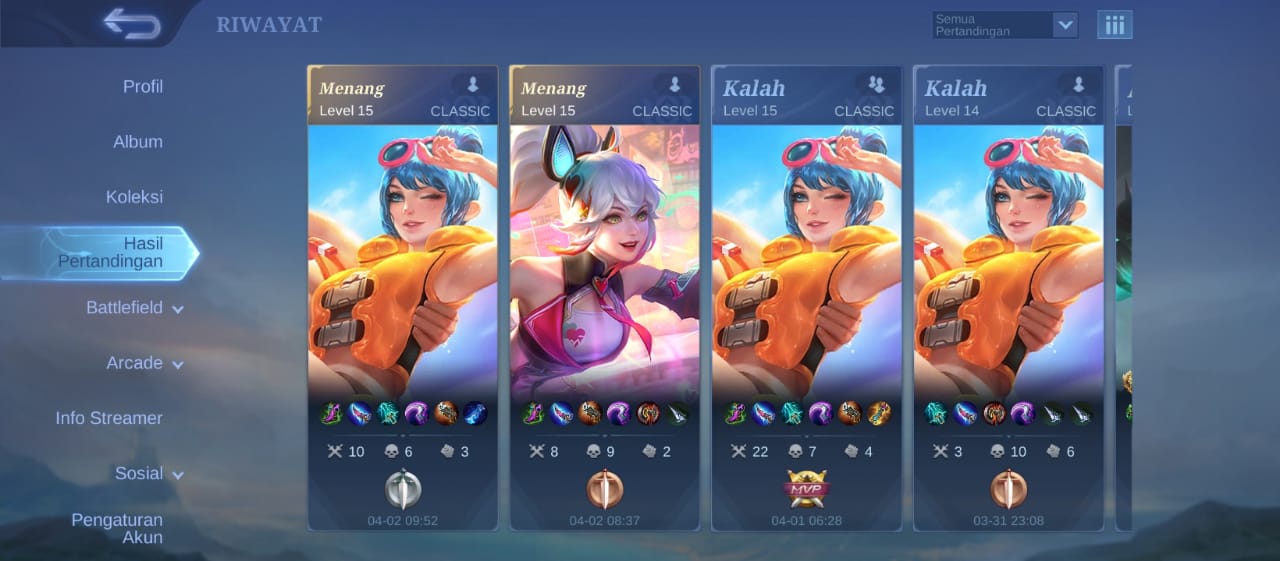 RIWAYAT
Semua
Pertandingan
Profil
Album
Koleksi
Hasil
Pertandingan
Battlefield
Arcade
Info Streamer
Sosial
Pengaturan
Akun
Menang
Level 15
CLASSIC
10 6 3
04-02 09:52
Menang
Level 15
CLASSIC
8 9 2
04-02 08:37
Kalah
Level 15
CLASSIC
22 7 4
MVP
04-01 06:28
Kalah
Level 14
CLASSIC
3 10 6
03-31 23:08